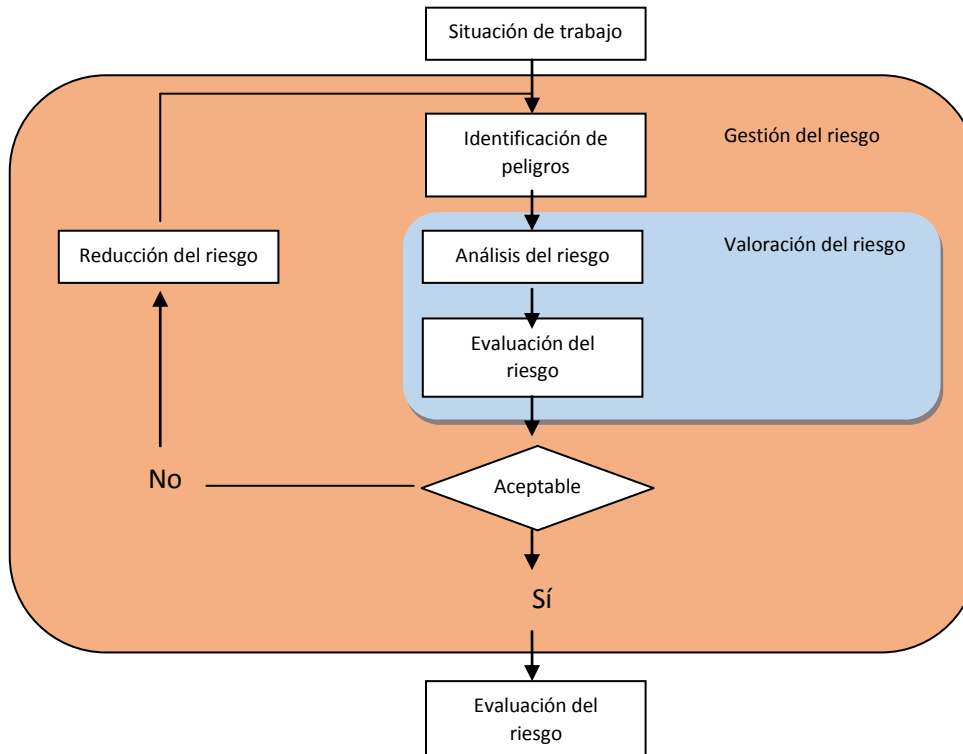 Situación de trabajo
Identificación de
peligros
Gestión del riesgo
Reducción del riesgo
Análisis del riesgo
Valoración del riesgo
Evaluación del
riesgo
No
Aceptable
Sí
Evaluación del
riesgo